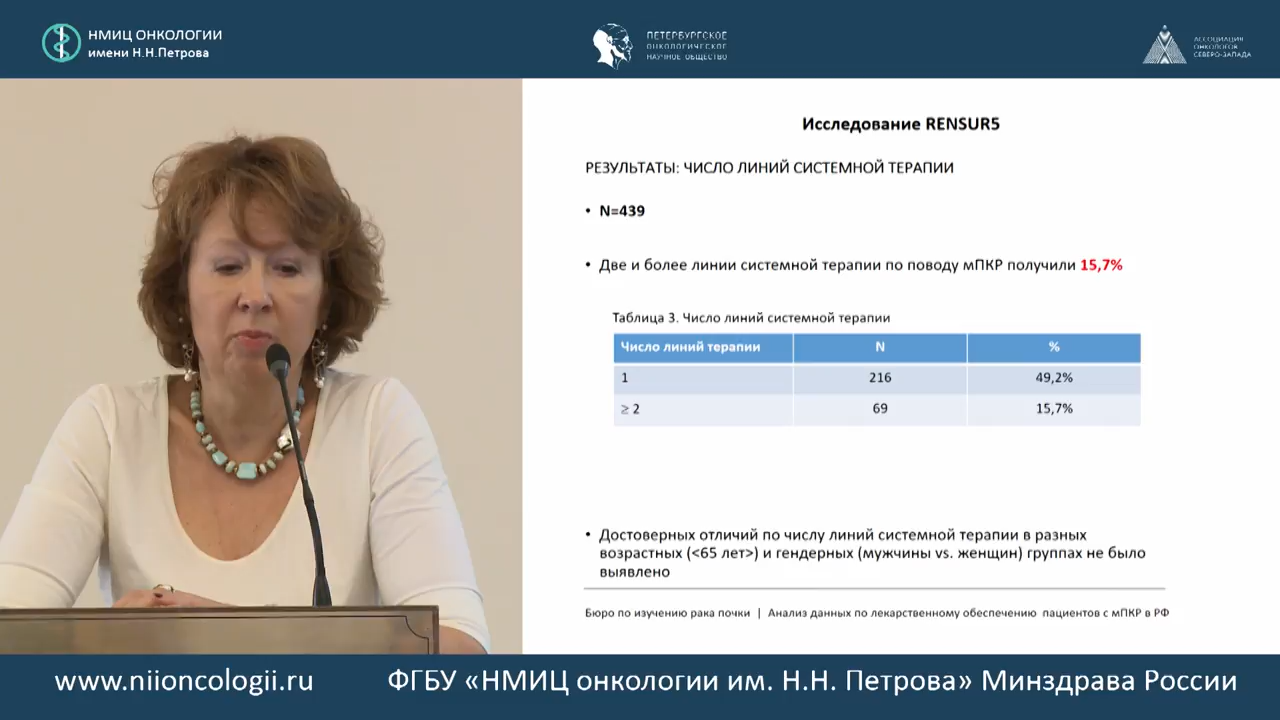 НМИЦ ОНКОЛОГИИ
имени Н.Н.Петрова
ПЕТЕРБУРГСКОЕ
ОНКОЛОГИЧЕСКОЕ
НАУЧНОЕ ОБЩЕСТВО
АССОЦИАЦИЯ
ОНКОЛОГОВ
СЕВЕРО-ЗАПАДА
Исследование RENSUR5
РЕЗУЛЬТАТЫ: ЧИСЛО ЛИНИЙ СИСТЕМНОЙ ТЕРАПИИ
• N=439
• Две и более линии системной терапии по поводу мПКР получили 15,7%
Таблица 3. Число линий системной терапии
Число линий терапии N %
1 216 49,2%
≥ 2 69 15,7%
• Достоверных отличий по числу линий системной терапии в разных
возрастных (<65 лет>) и гендерных (мужчины vs. женщин) группах не было
выявлено
Бюро по изучению рака почки | Анализ данных по лекарственному обеспечению пациентов с мПКР в РФ
www.niioncologii.ru ФГБУ «НМИЦ онкологии им. Н.Н. Петрова» Минздрава России